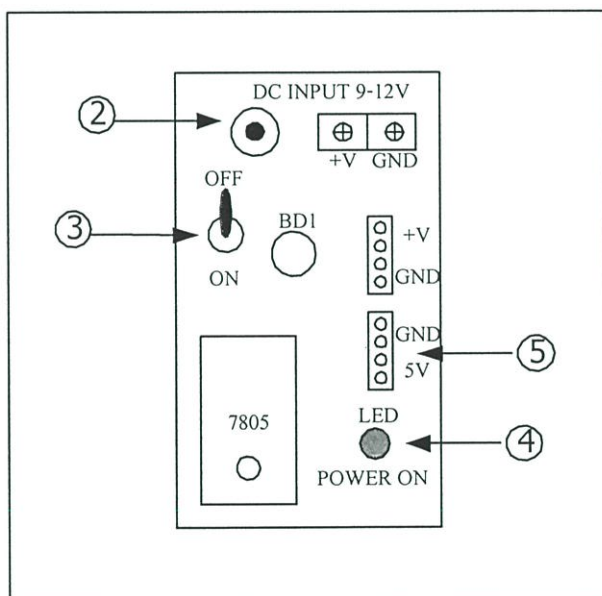 DC INPUT 9-12V
②
+V GND
OFF
③
BD1
+V
ON
GND
GND
⑤
5V
7805
LED
④
POWER ON